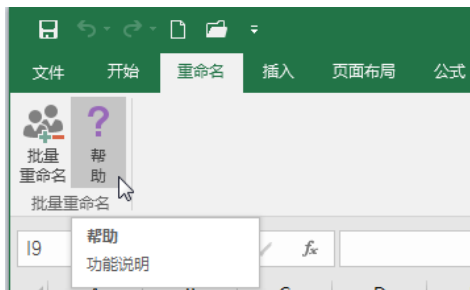 文件 开始 重命名 插入 页面布局 公式
批量 帮
重命名 助
批量重命名
帮助
I9 fx
功能说明